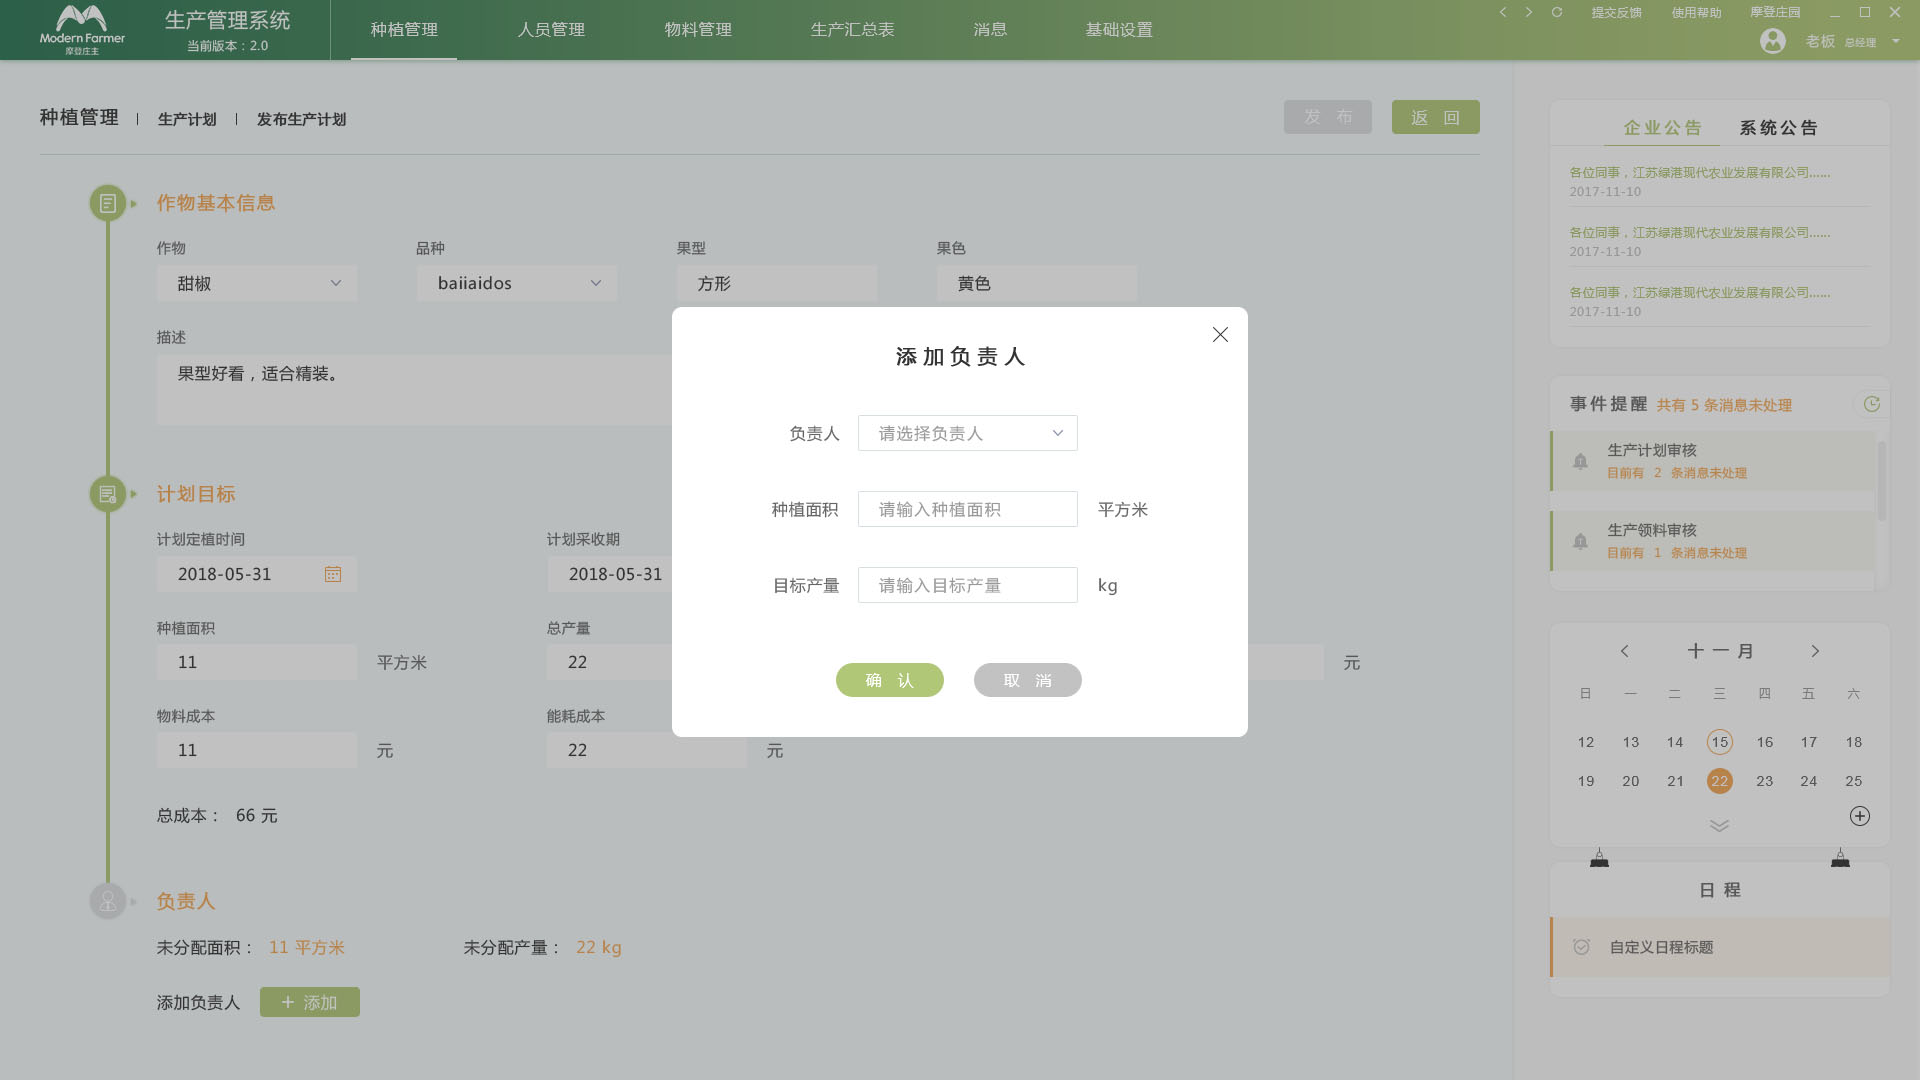 Modern Farmer
摩登庄主
生产管理系统
当前版本：2.0
种植管理
人员管理
物料管理
生产汇总表
消息
基础设置
提交反馈
使用帮助
摩登庄园
老板 总经理
种植管理 | 生产计划 | 发布生产计划
发 布
返 回
作物基本信息
作物
品种
果型
果色
甜椒
baiiaidos
方形
黄色
描述
果型好看，适合精装。
计划目标
计划定植时间
计划采收期
2018-05-31
2018-05-31
种植面积
总产量
11
平方米
22
元
物料成本
能耗成本
11
元
22
元
总成本： 66 元
负责人
未分配面积： 11 平方米
未分配产量： 22 kg
添加负责人
+ 添加
添加负责人
负责人
请选择负责人
种植面积
请输入种植面积
平方米
目标产量
请输入目标产量
kg
确 认
取 消
企业公告
系统公告
各位同事，江苏绿港现代农业发展有限公司......
2017-11-10
各位同事，江苏绿港现代农业发展有限公司......
2017-11-10
各位同事，江苏绿港现代农业发展有限公司......
2017-11-10
事件提醒 共有 5 条消息未处理
生产计划审核
目前有 2 条消息未处理
生产领料审核
目前有 1 条消息未处理
十一月
日 一 二 三 四 五 六
12 13 14 15 16 17 18
19 20 21 22 23 24 25
日 程
自定义日程标题